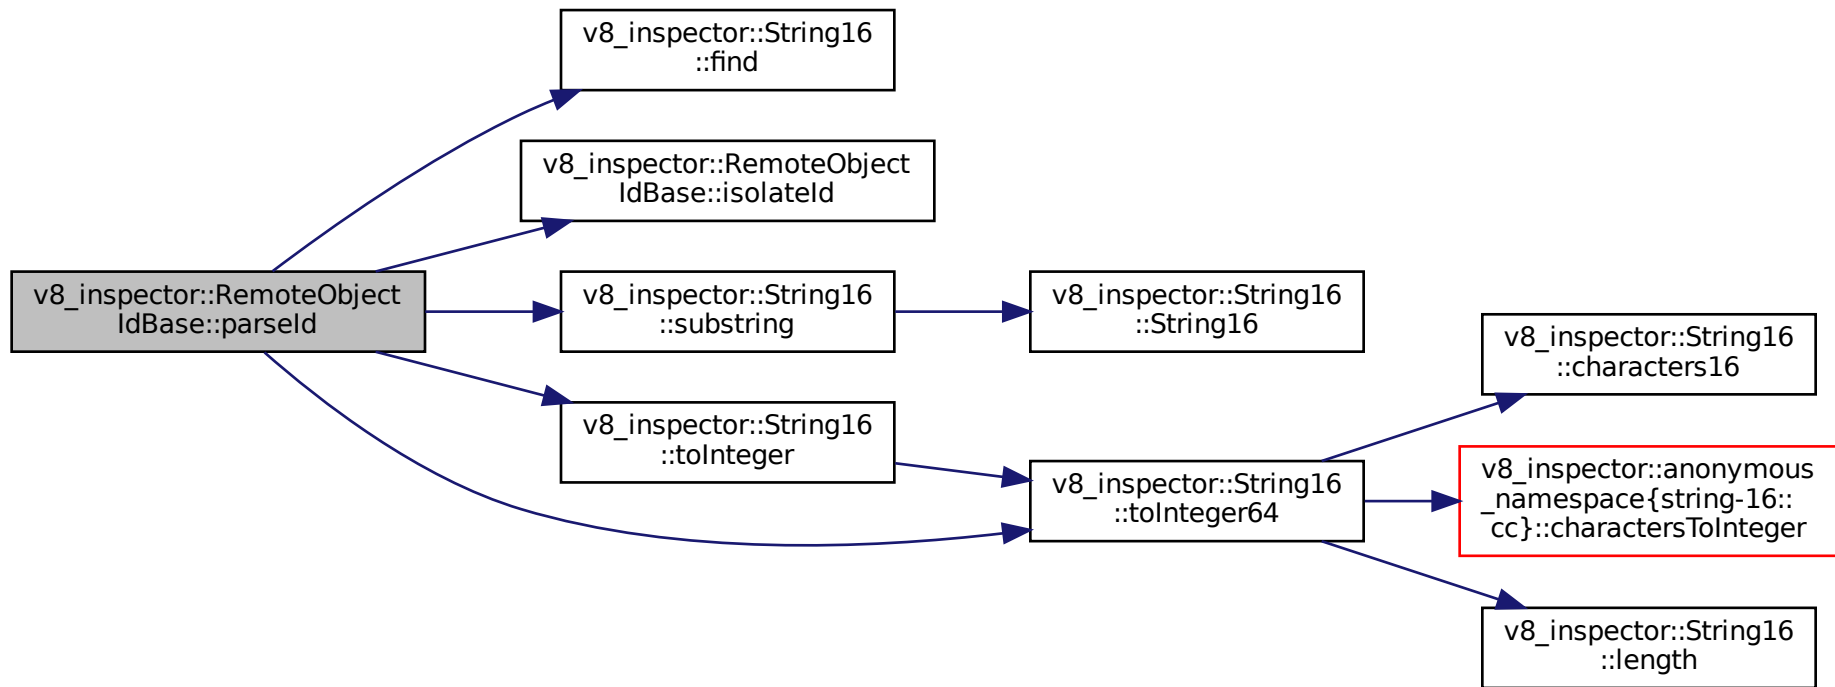 v8_inspector::RemoteObject
IdBase::parseId
v8_inspector::String16
::find
v8_inspector::RemoteObject
IdBase::isolateId
v8_inspector::String16
::substring
v8_inspector::String16
::toInteger
v8_inspector::String16
::String16
v8_inspector::String16
::toInteger64
v8_inspector::String16
::characters16
v8_inspector::anonymous
_namespace{string-16::
cc}::charactersToInteger
v8_inspector::String16
::length